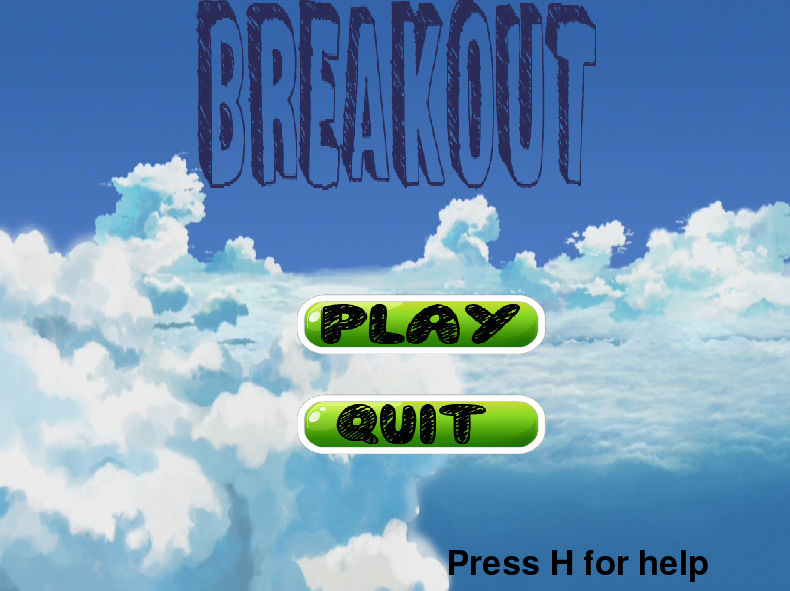 BREAKOUT
PLAY
QUIT
Press H for help